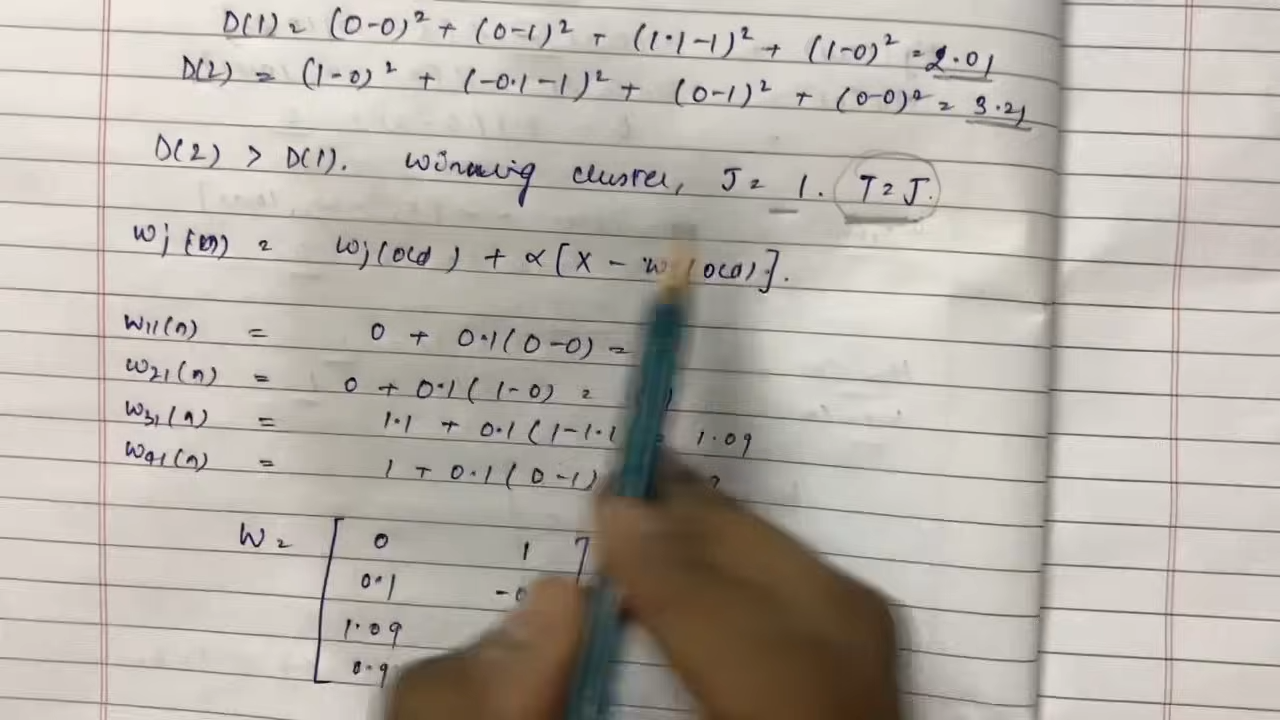 D(1) = (0-0)² + (0-1)² + (1.1-1)² + (1-0)² = 2.01
D(2) = (1-0)² + (-0.1-1)² + (0-1)² + (0-0)² = 3.21
D(2) > D(1). Winning cluster, J = 1. T = J.
wj(n) = wj(old) + α[x - w (old)].
w11(n) = 0 + 0.1(0-0) =
w21(n) = 0 + 0.1(1-0) =
w31(n) = 1.1 + 0.1(1-1.1 = 1.09
w41(n) = 1 + 0.1(0-1)
W = [ 0 1 ]
0.1 -0
1.09
0.9